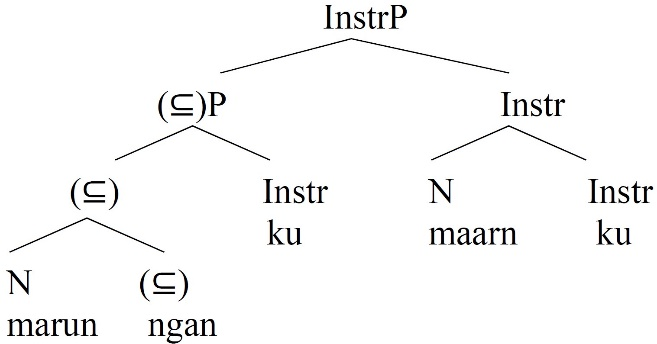 InstrP
(⊆)P Instr
(⊆) Instr N Instr
ku maarn ku
N (⊆)
marun ngan